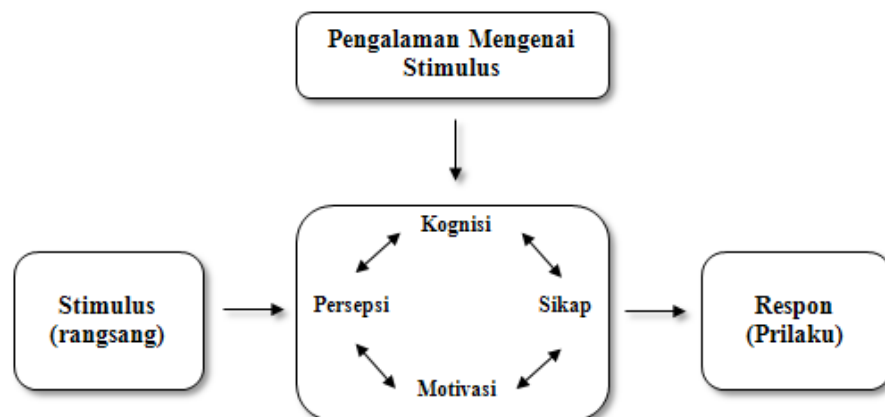 Pengalaman Mengenai
Stimulus
Kognisi
Stimulus
(rangsang)
Persepsi
Sikap
Respon
(Prilaku)
Motivasi